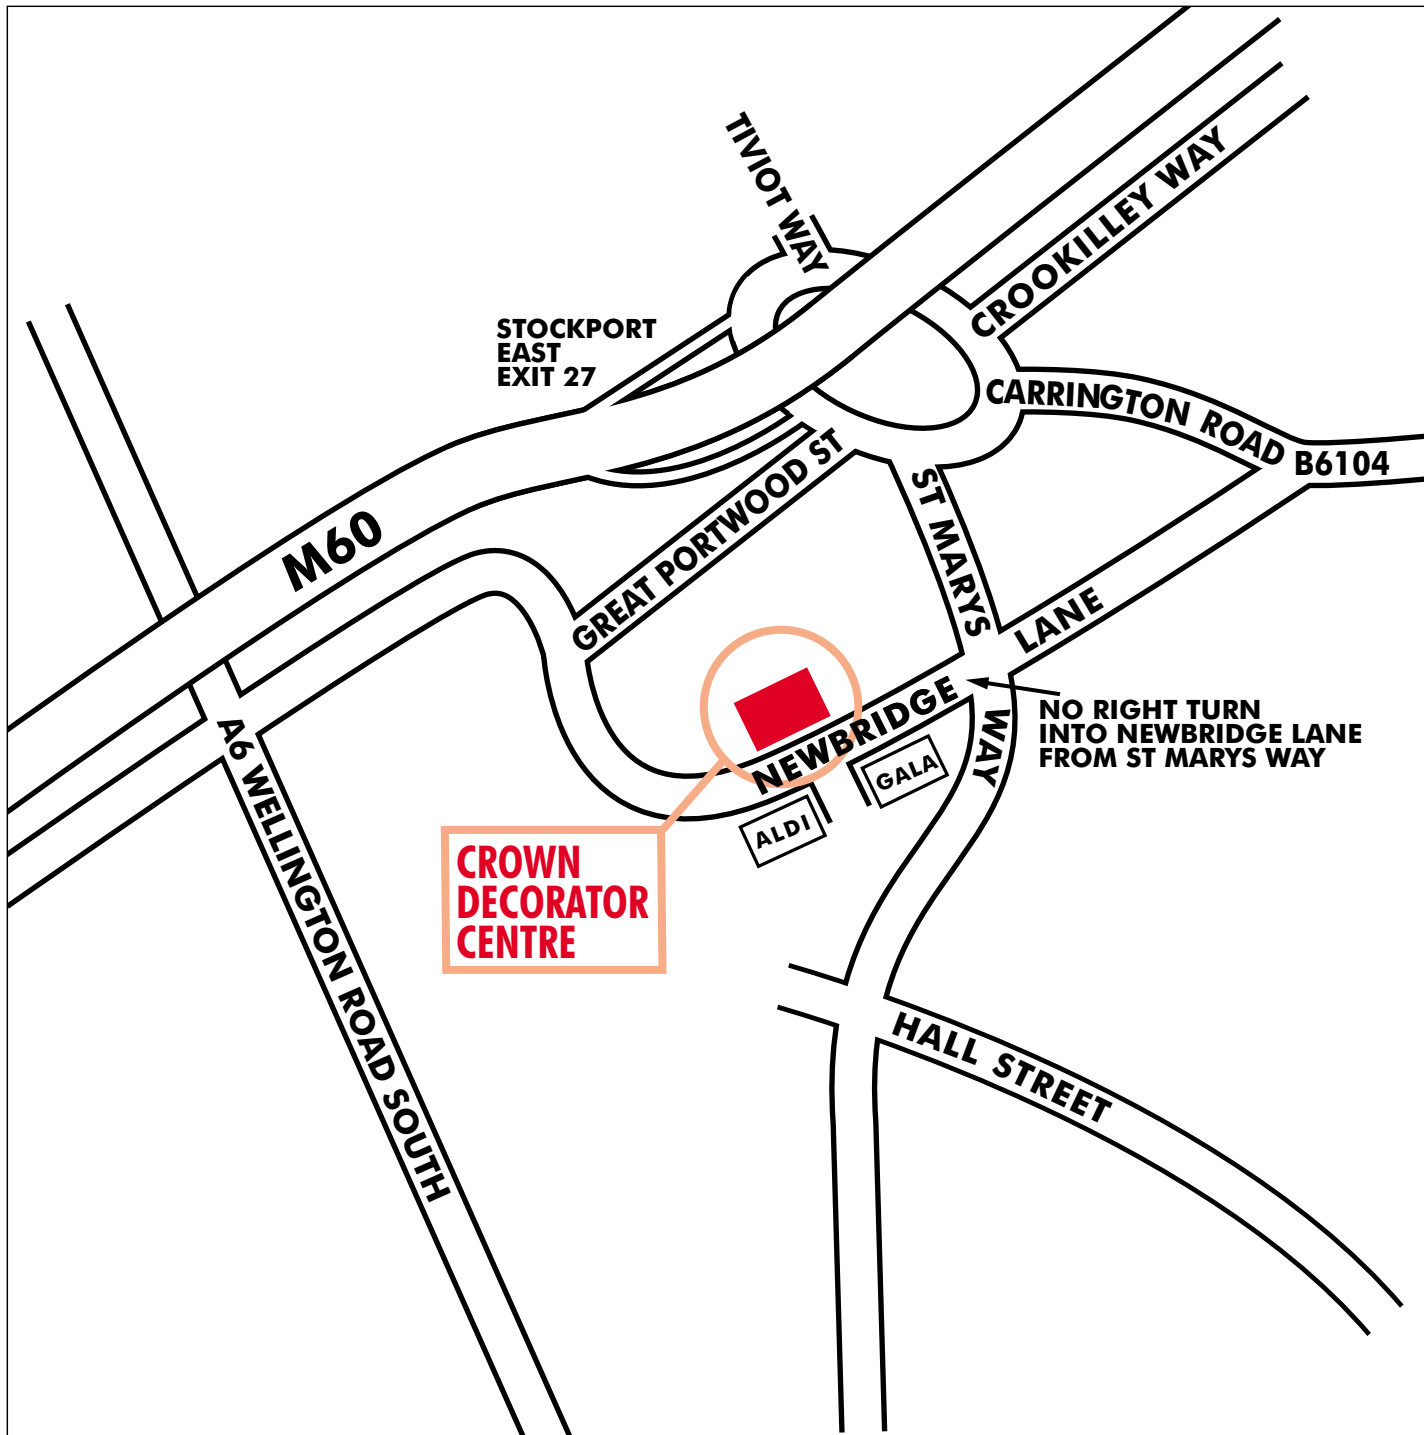 TIVIOT WAY
CROOKILLEY WAY
STOCKPORT
EAST
EXIT 27
CARRINGTON ROAD
B6104
M60
GREAT PORTWOOD ST
ST MARYS
WAY
NEWBRIDGE
LANE
NO RIGHT TURN
INTO NEWBRIDGE LANE
FROM ST MARYS WAY
GALA
ALDI
A6 WELLINGTON ROAD SOUTH
CROWN
DECORATOR
CENTRE
HALL STREET